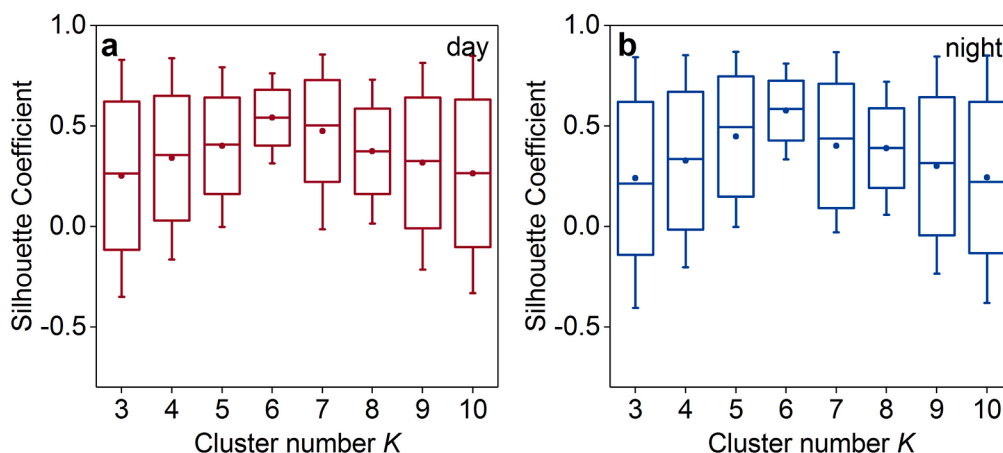 a
day
Silhouette Coefficient
1.0
0.5
0.0
-0.5
3 4 5 6 7 8 9 10
Cluster number K
b
night
Silhouette Coefficient
1.0
0.5
0.0
-0.5
3 4 5 6 7 8 9 10
Cluster number K